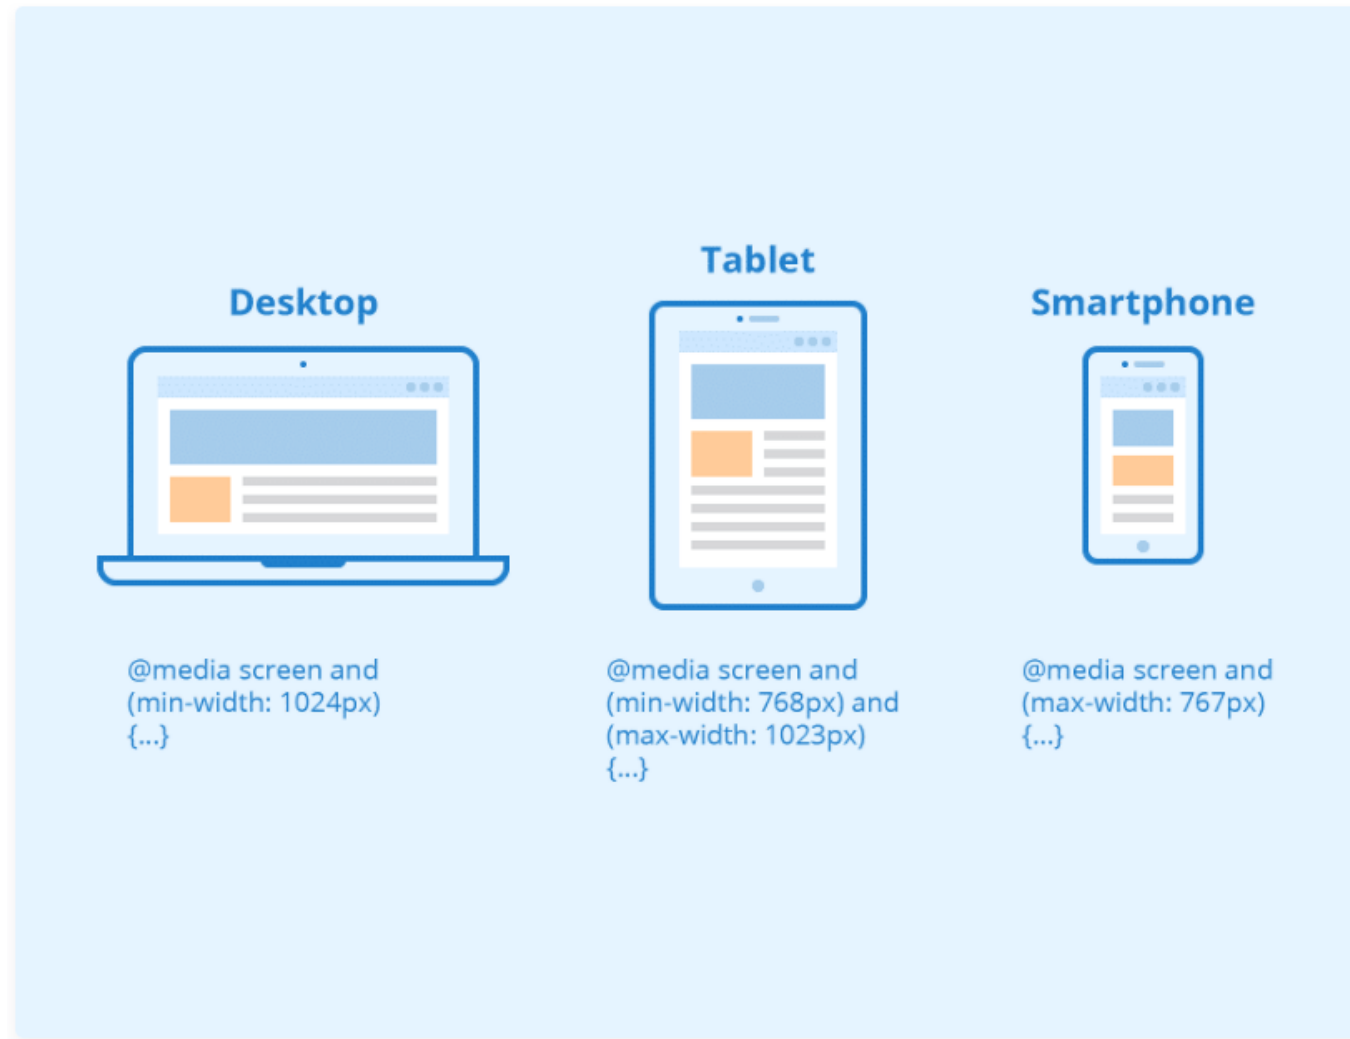 Desktop
@media screen and
(min-width: 1024px)
{...}
Tablet
@media screen and
(min-width: 768px) and
(max-width: 1023px)
{...}
Smartphone
@media screen and
(max-width: 767px)
{...}